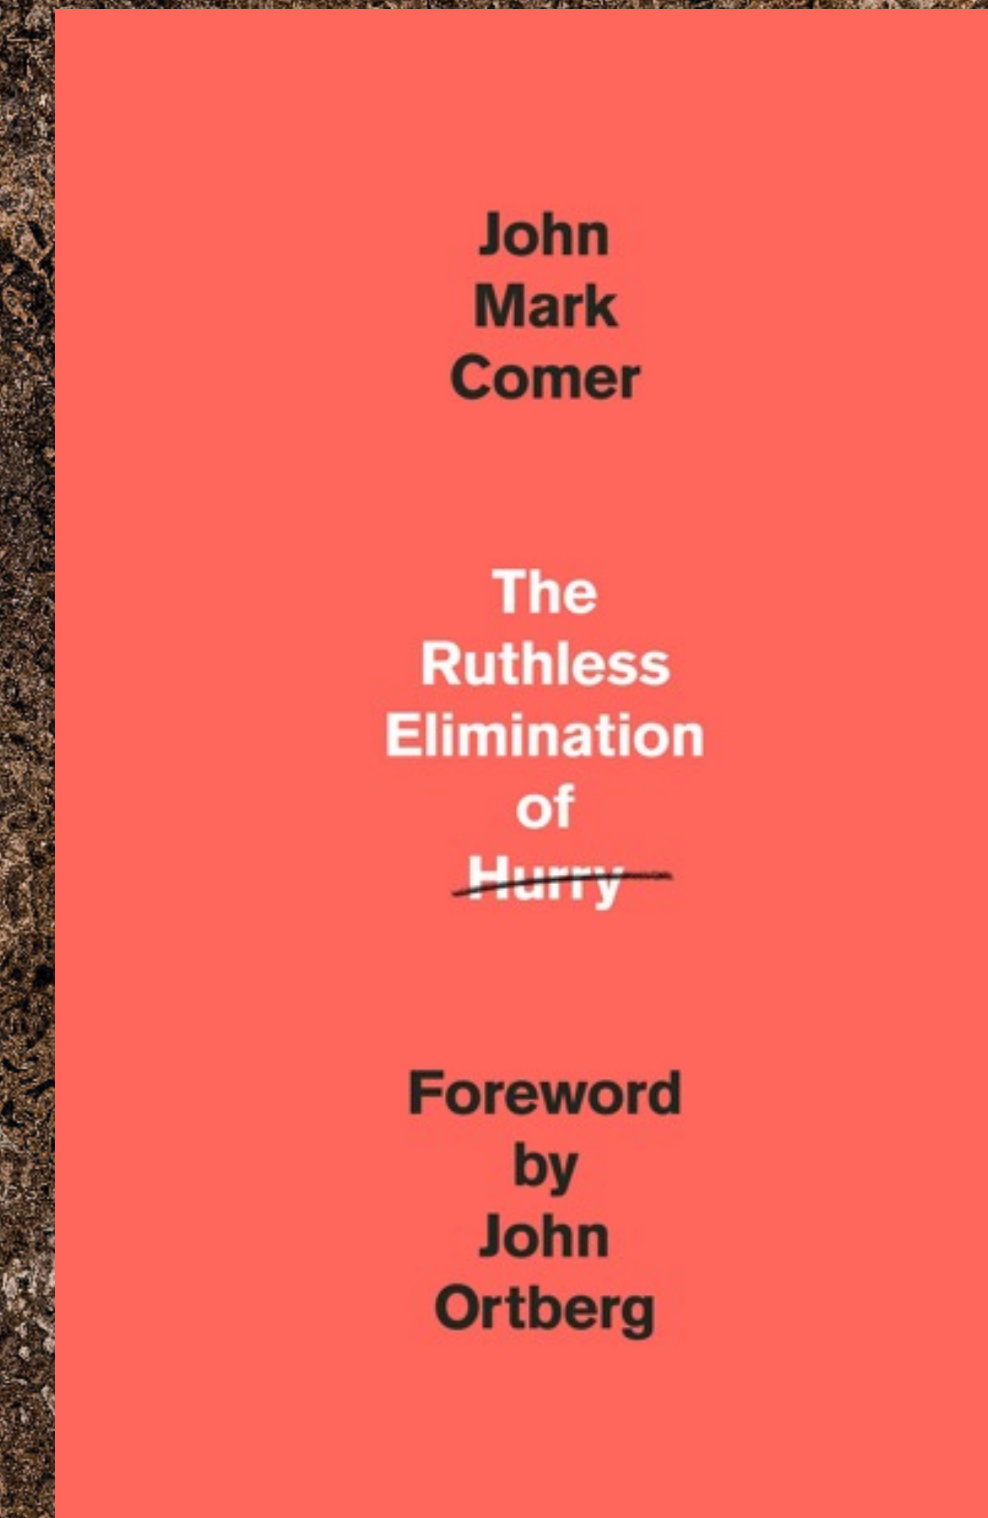 John
Mark
Comer
The
Ruthless
Elimination
of
Hurry
Foreword
by
John
Ortberg